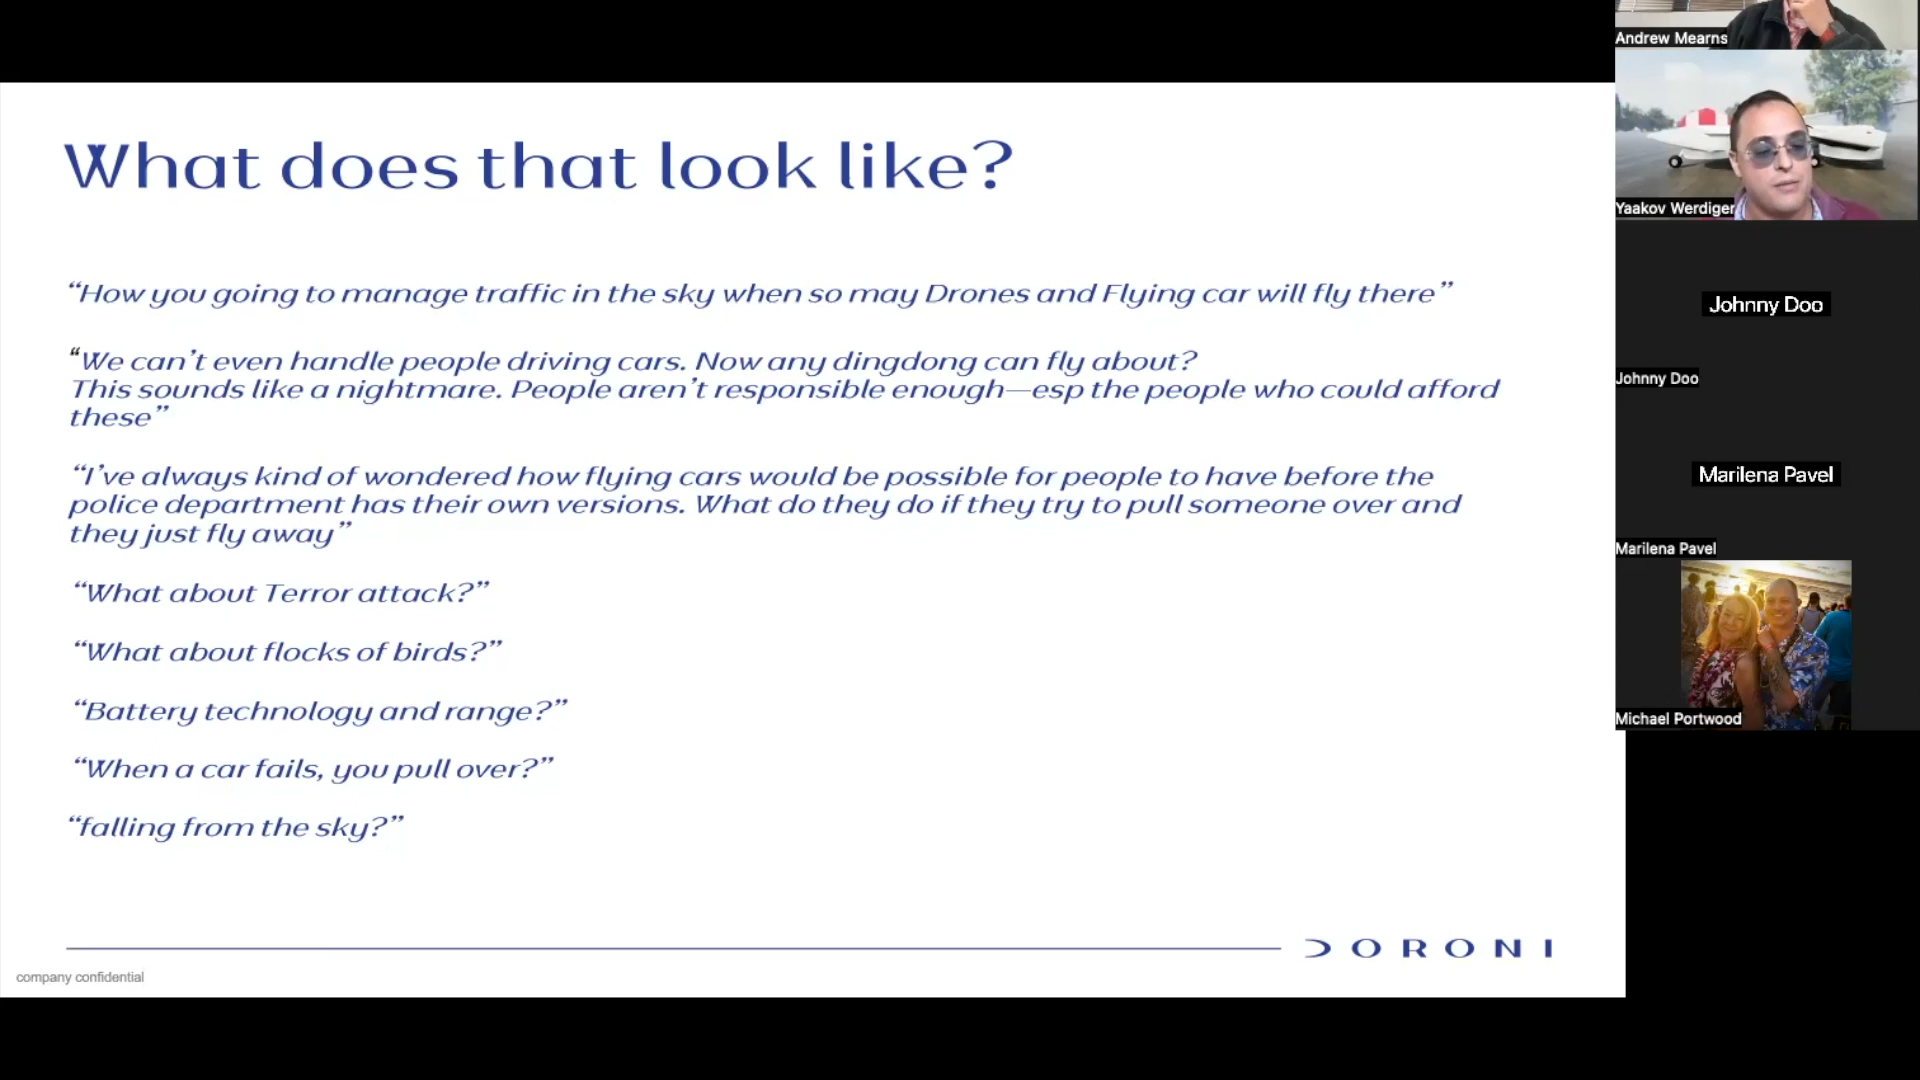 What does that look like?
“How you going to manage traffic in the sky when so may Drones and Flying car will fly there”
“We can’t even handle people driving cars. Now any dingdong can fly about?
This sounds like a nightmare. People aren’t responsible enough—esp the people who could afford
these”
“I’ve always kind of wondered how flying cars would be possible for people to have before the
police department has their own versions. What do they do if they try to pull someone over and
they just fly away”
“What about Terror attack?”
“What about flocks of birds?”
“Battery technology and range?”
“When a car fails, you pull over?”
“falling from the sky?”
DORONI
company confidential
Andrew Mearns
Yaakov Werdiger
Johnny Doo
Johnny Doo
Marilena Pavel
Marilena Pavel
Michael Portwood